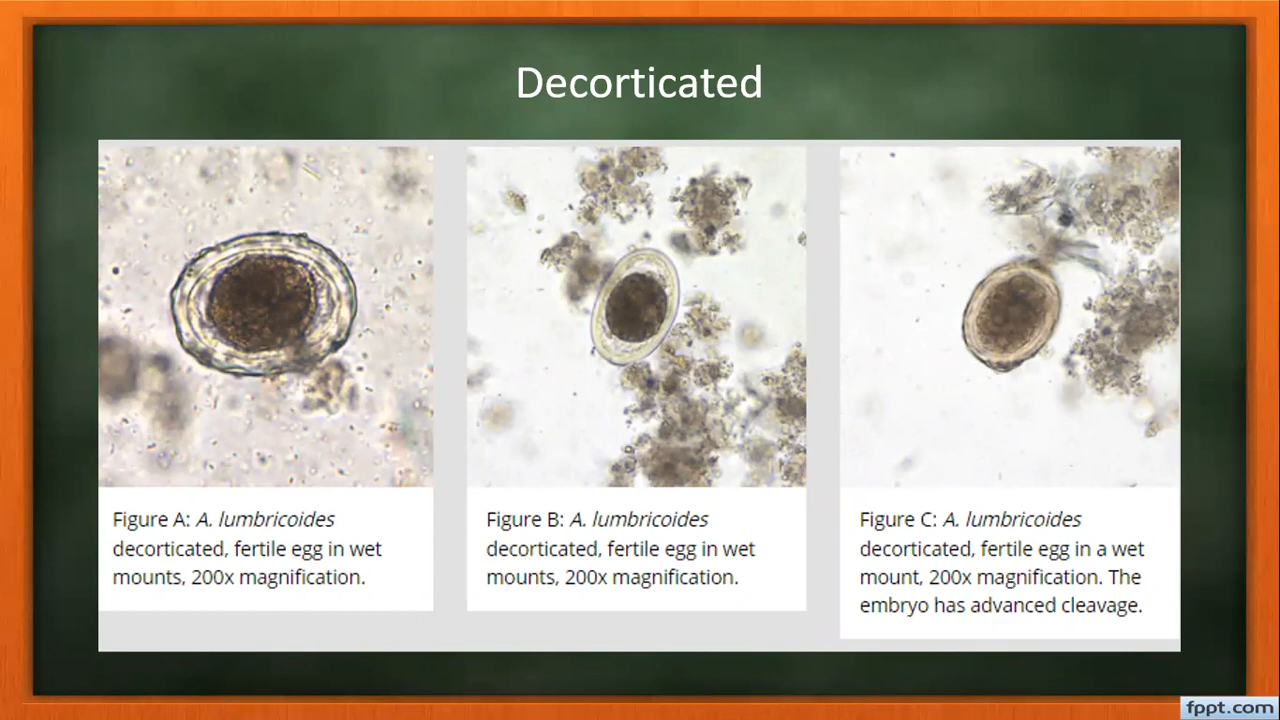 Decorticated
Figure A: A. lumbricoides
decorticated, fertile egg in wet
mounts, 200x magnification.
Figure B: A. lumbricoides
decorticated, fertile egg in wet
mounts, 200x magnification.
Figure C: A. lumbricoides
decorticated, fertile egg in a wet
mount, 200x magnification. The
embryo has advanced cleavage.
fppt.com